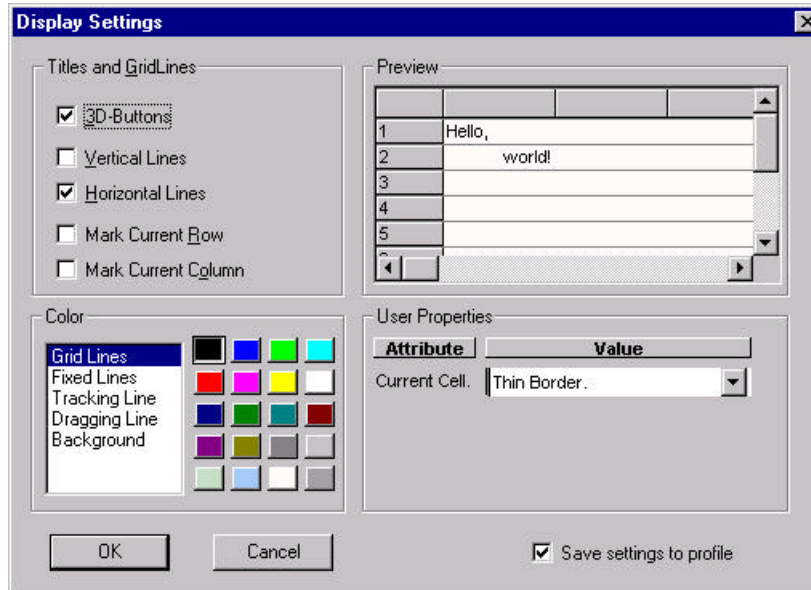 Display Settings
Titles and GridLines
3D-Buttons
Vertical Lines
Horizontal Lines
Mark Current Row
Mark Current Column
Preview
1 Hello,
2 world!
3
4
5
Color
Grid Lines
Fixed Lines
Tracking Line
Dragging Line
Background
User Properties
Attribute Value
Current Cell. Thin Border.
OK
Cancel
Save settings to profile